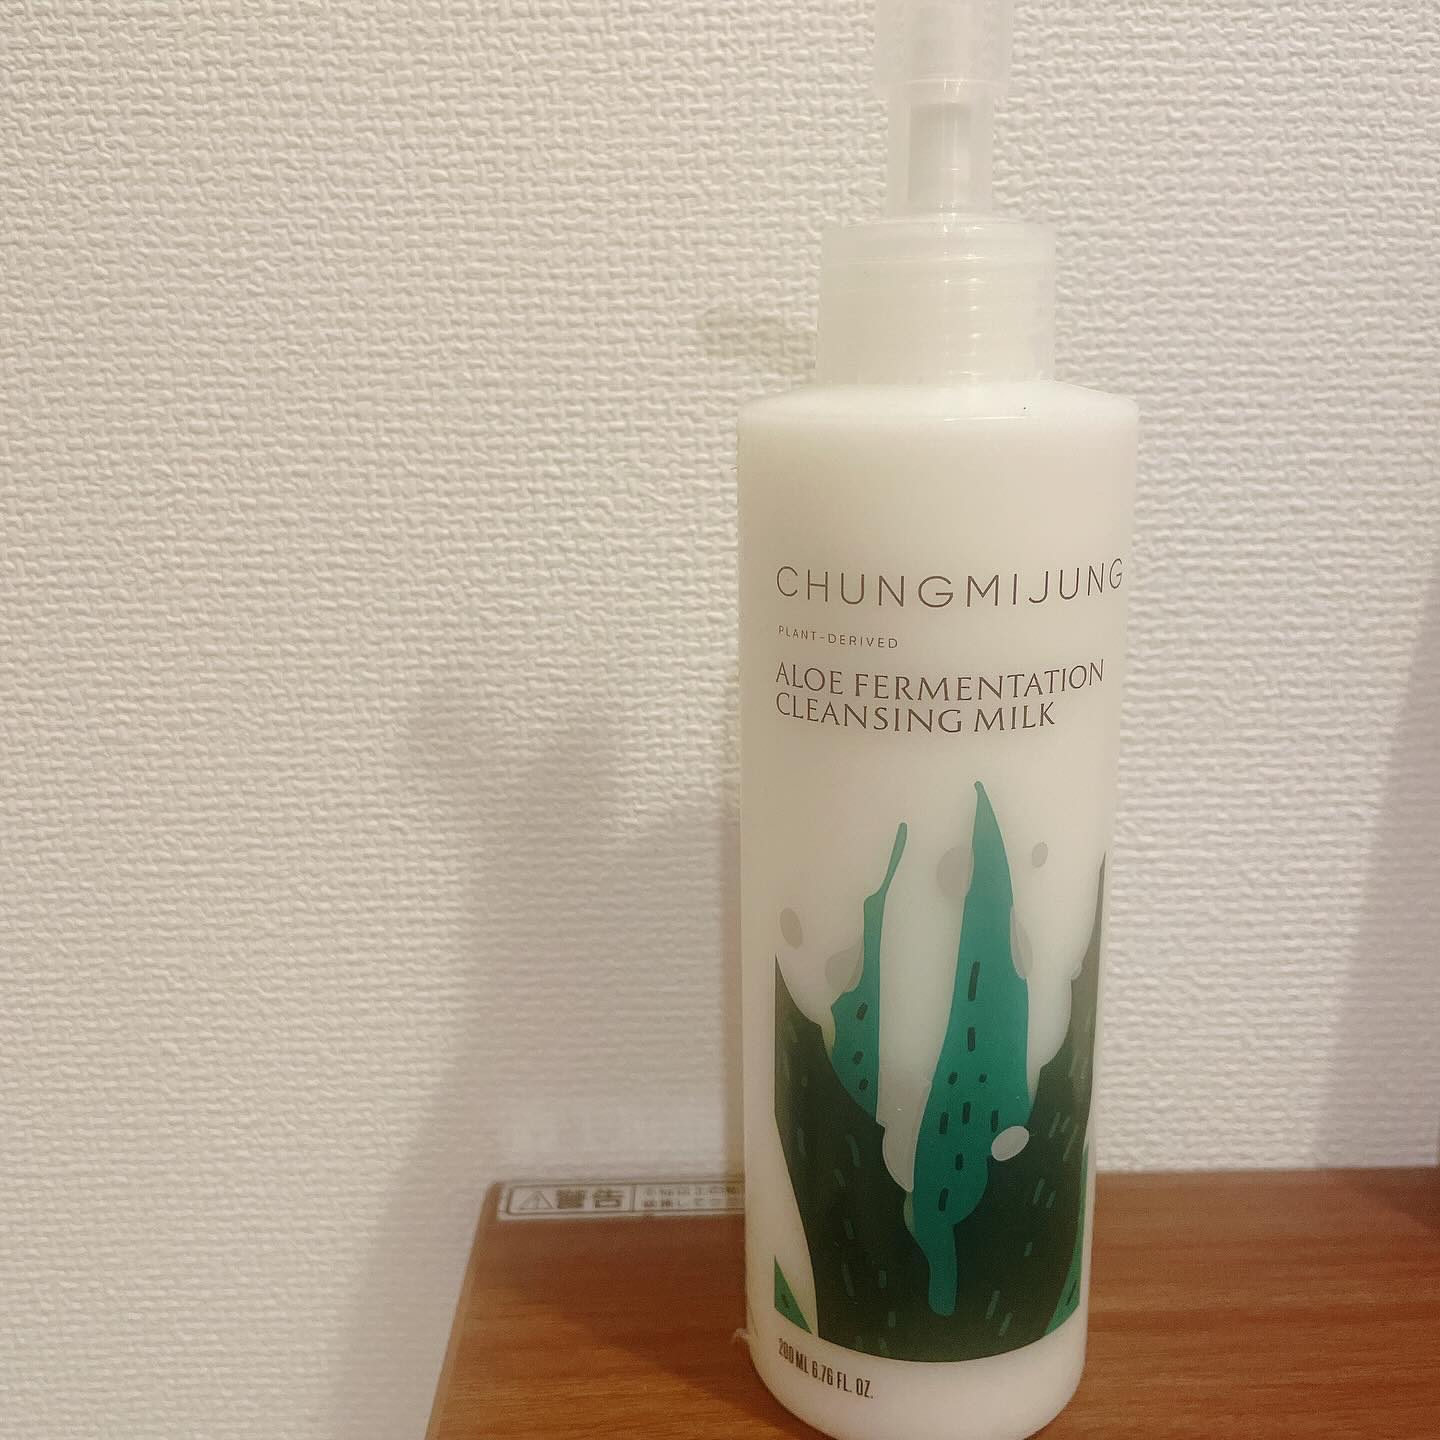 CHUNGMIJUNG
PLANT-DERIVED
ALOE FERMENTATION
CLEANSING MILK
200 ML 6.76 FL. OZ.
警告